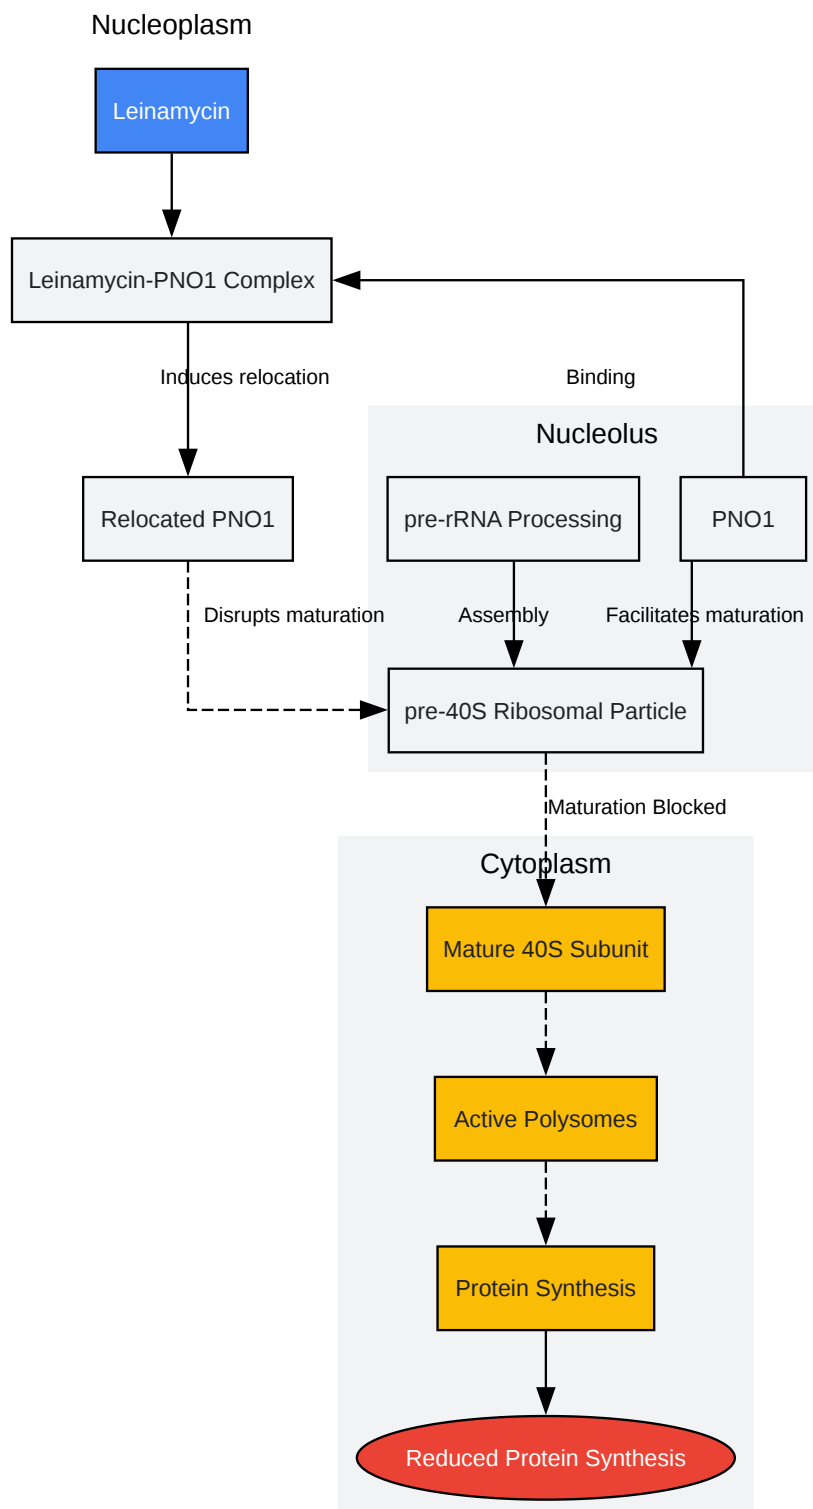 Nucleoplasm
Leinamycin
Leinamycin-PNO1 Complex
Induces relocation
Binding
Nucleolus
Relocated PNO1
pre-rRNA Processing
PNO1
Disrupts maturation
Assembly
Facilitates maturation
pre-40S Ribosomal Particle
Maturation Blocked
Cytoplasm
Mature 40S Subunit
Active Polysomes
Protein Synthesis
Reduced Protein Synthesis